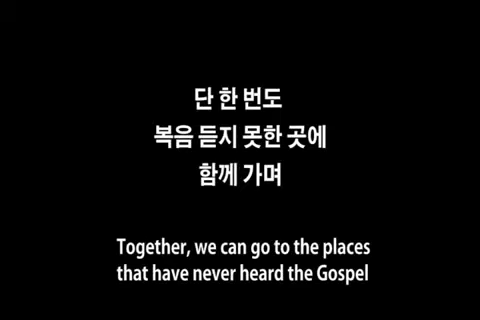 단 한 번도
복음 듣지 못한 곳에
함께 가며
Together, we can go to the places
that have never heard the Gospel